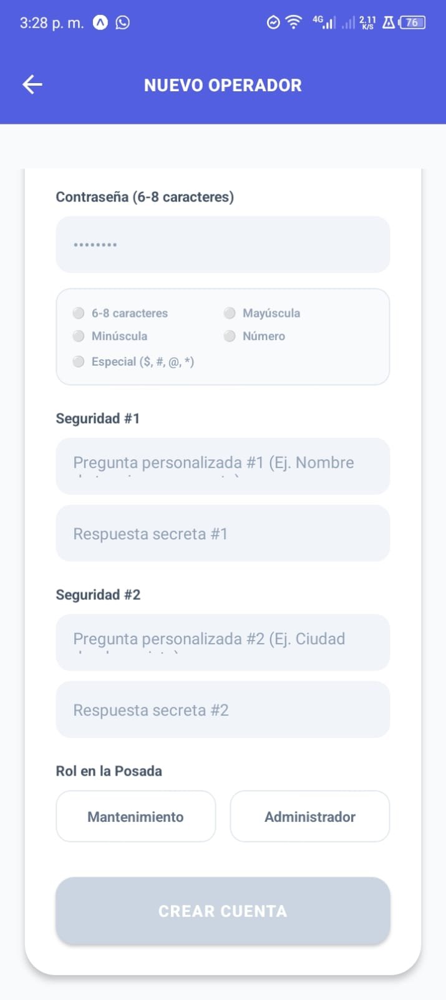 3:28 p. m.
4G
2.11
K/S
76
NUEVO OPERADOR
Contraseña (6-8 caracteres)
••••••••
6-8 caracteres
Mayúscula
Minúscula
Número
Especial ($, #, @, *)
Seguridad #1
Pregunta personalizada #1 (Ej. Nombre
Respuesta secreta #1
Seguridad #2
Pregunta personalizada #2 (Ej. Ciudad
Respuesta secreta #2
Rol en la Posada
Mantenimiento
Administrador
CREAR CUENTA